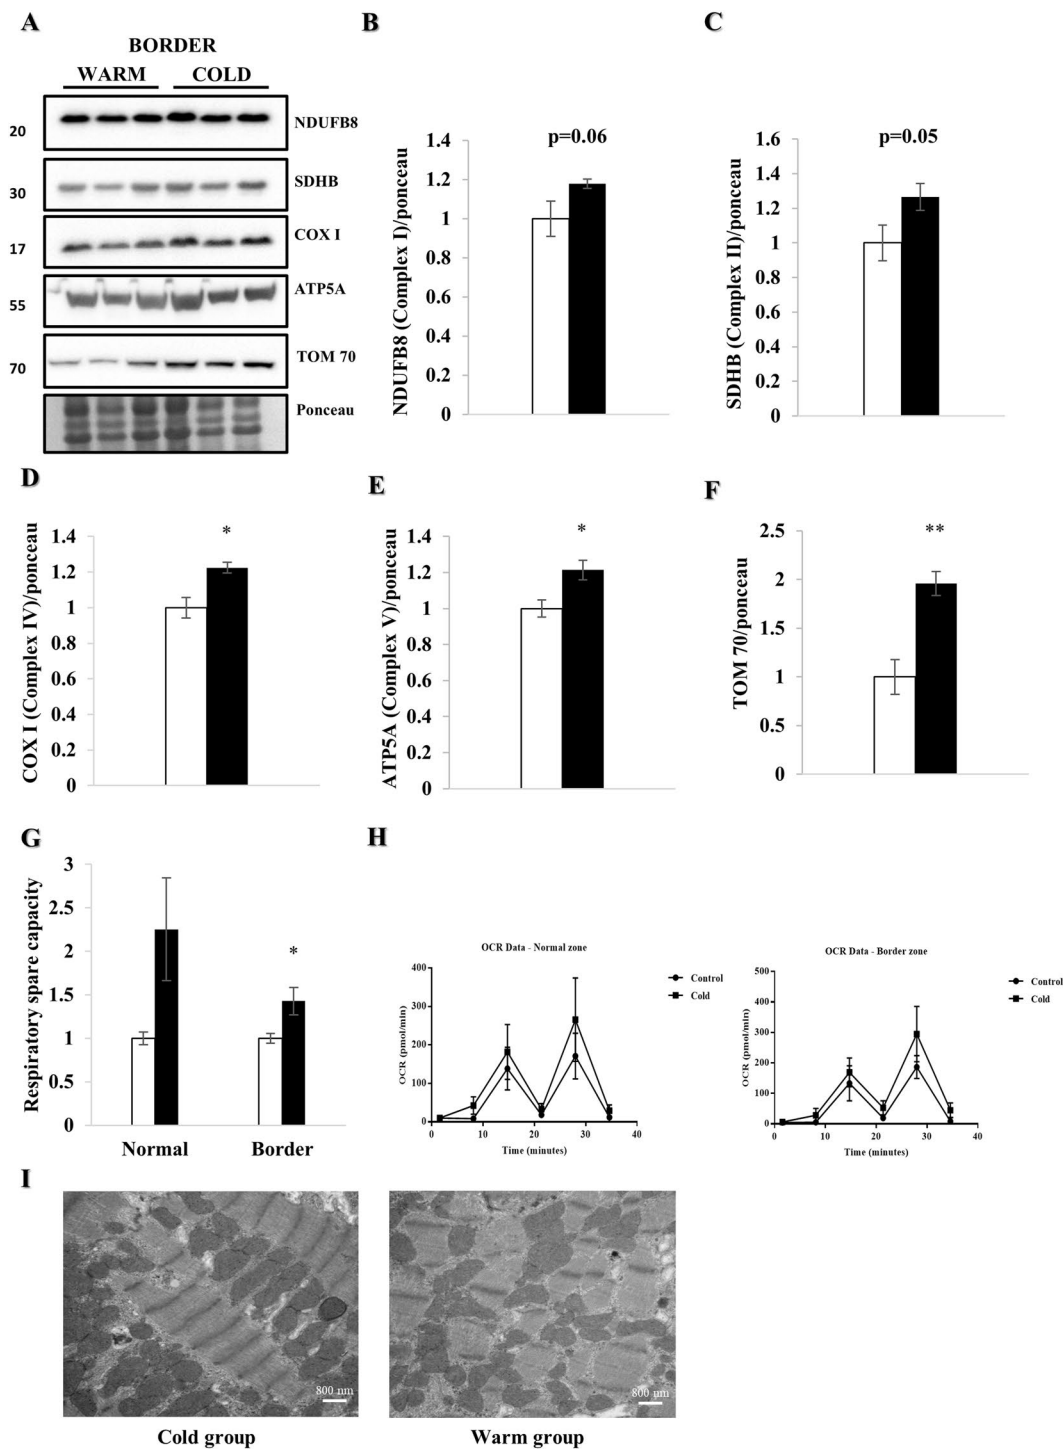 A
BORDER
WARM COLD
20
NDUFB8
30
SDHB
17
COX I
55
ATP5A
70
TOM 70
Ponceau
B
p=0.06
NDUFB8 (Complex I)/ponceau
1.4
1.2
1
0.8
0.6
0.4
0.2
0
C
p=0.05
SDHB (Complex II)/ponceau
1.6
1.4
1.2
1
0.8
0.6
0.4
0.2
0
D
COX I (Complex IV)/ponceau
1.4
1.2
1
0.8
0.6
0.4
0.2
0
*
E
ATP5A (Complex V)/ponceau
1.4
1.2
1
0.8
0.6
0.4
0.2
0
*
F
TOM 70/ponceau
2.5
2
1.5
1
0.5
0
**
G
Respiratory spare capacity
3
2.5
2
1.5
1
0.5
0
*
Normal Border
H
OCR Data - Normal zone
OCR (pmol/min)
400
300
200
100
0
0 10 20 30 40
Time (minutes)
Control
Cold
OCR Data - Border zone
OCR (pmol/min)
500
400
300
200
100
0
0 10 20 30 40
Time (minutes)
Control
Cold
I
800 nm
800 nm
Cold group
Warm group